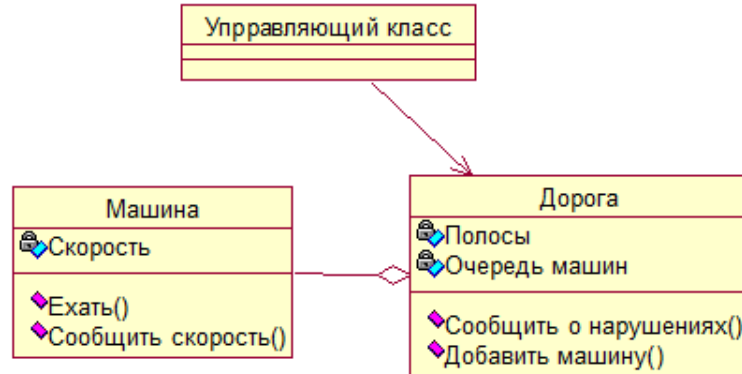 Упрравляющий класс
Машина
Скорость
Ехать()
Сообщить скорость()
Дорога
Полосы
Очередь машин
Сообщить о нарушениях()
Добавить машину()